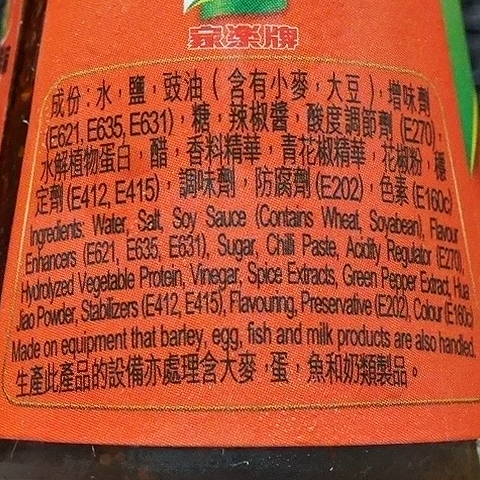 家樂牌
成份：水，鹽，豉油（含有小麥，大豆），增味劑
(E621, E635, E631)，糖，辣椒醬，酸度調節劑 (E270)，
水解植物蛋白，醋，香料精華，青花椒精華，花椒粉，穩
定劑 (E412, E415)，調味劑，防腐劑 (E202)，色素 (E160c)
Ingredients: Water, Salt, Soy Sauce (Contains Wheat, Soyabean), Flavour
Enhancers (E621, E635, E631), Sugar, Chilli Paste, Acidity Regulator (E270),
Hydrolyzed Vegetable Protein, Vinegar, Spice Extracts, Green Pepper Extract, Hua
Jiao Powder, Stabilizers (E412, E415), Flavouring, Preservative (E202), Colour (E160c)
Made on equipment that barley, egg, fish and milk products are also handled.
生產此產品的設備亦處理含大麥，蛋，魚和奶類製品。